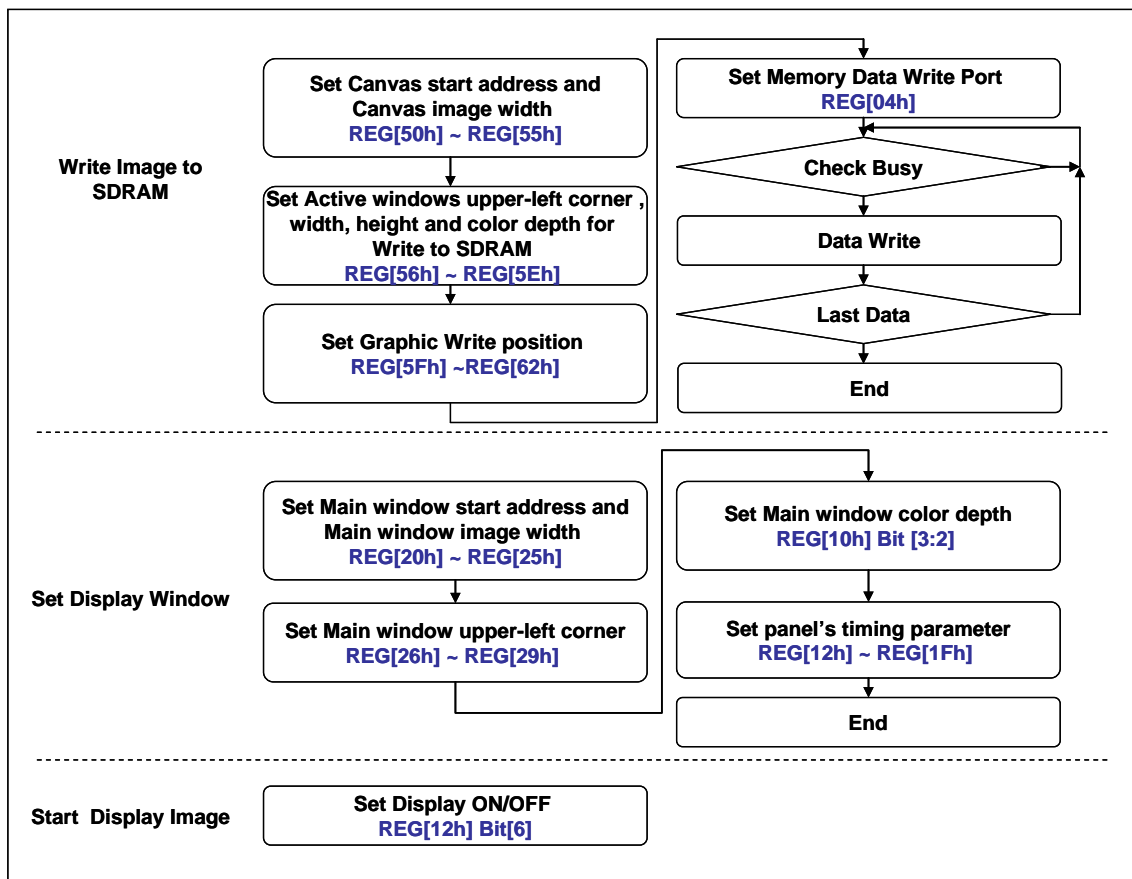 Write Image to
SDRAM
Set Canvas start address and
Canvas image width
REG[50h] ~ REG[55h]
Set Active windows upper-left corner ,
width, height and color depth for
Write to SDRAM
REG[56h] ~ REG[5Eh]
Set Graphic Write position
REG[5Fh] ~REG[62h]
Set Memory Data Write Port
REG[04h]
Check Busy
Data Write
Last Data
End
Set Display Window
Set Main window start address and
Main window image width
REG[20h] ~ REG[25h]
Set Main window upper-left corner
REG[26h] ~ REG[29h]
Set Main window color depth
REG[10h] Bit [3:2]
Set panel's timing parameter
REG[12h] ~ REG[1Fh]
End
Start Display Image
Set Display ON/OFF
REG[12h] Bit[6]